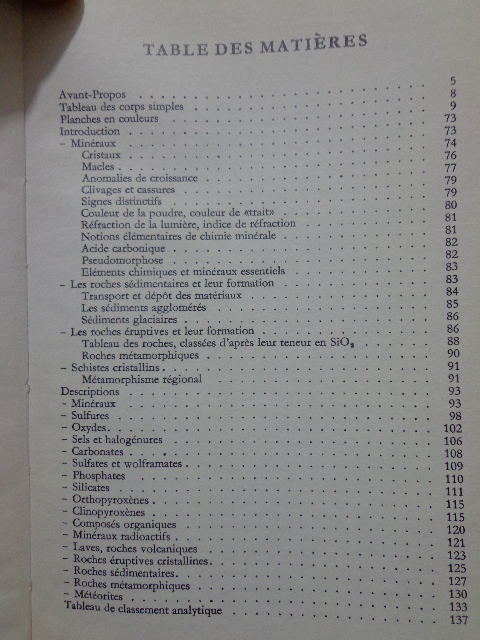 TABLE DES MATIÈRES
Avant-Propos . . . . . 5
Tableau des corps simples . . . . . 8
Planches en couleurs . . . . . 9
Introduction . . . . . 73
– Minéraux . . . . . 73
Cristaux . . . . . 74
Macles . . . . . 76
Anomalies de croissance . . . . . 77
Clivages et cassures . . . . . 79
Signes distinctifs . . . . . 79
Couleur de la poudre, couleur de «trait» . . . . . 80
Réfraction de la lumière, indice de réfraction . . . . . 81
Notions élémentaires de chimie minérale . . . . . 81
Acide carbonique . . . . . 82
Pseudomorphose . . . . . 82
Eléments chimiques et minéraux essentiels . . . . . 83
– Les roches sédimentaires et leur formation . . . . . 83
Transport et dépôt des matériaux . . . . . 84
Les sédiments agglomérés . . . . . 85
Sédiments glaciaires . . . . . 86
– Les roches éruptives et leur formation . . . . . 86
Tableau des roches, classées d'après leur teneur en SiO₂ . . . . . 88
Roches métamorphiques . . . . . 90
– Schistes cristallins . . . . . 91
Métamorphisme régional . . . . . 91
Descriptions . . . . . 93
– Minéraux . . . . . 93
– Sulfures . . . . . 98
– Oxydes . . . . . 102
– Sels et halogénures . . . . . 106
– Carbonates . . . . . 108
– Sulfates et wolframates . . . . . 109
– Phosphates . . . . . 110
– Silicates . . . . . 111
– Orthopyroxènes . . . . . 115
– Clinopyroxènes . . . . . 115
– Composés organiques . . . . . 120
– Minéraux radioactifs . . . . . 121
– Laves, roches volcaniques . . . . . 123
– Roches éruptives cristallines . . . . . 125
– Roches sédimentaires . . . . . 127
– Roches métamorphiques . . . . . 130
– Météorites . . . . . 133
Tableau de classement analytique . . . . . 137